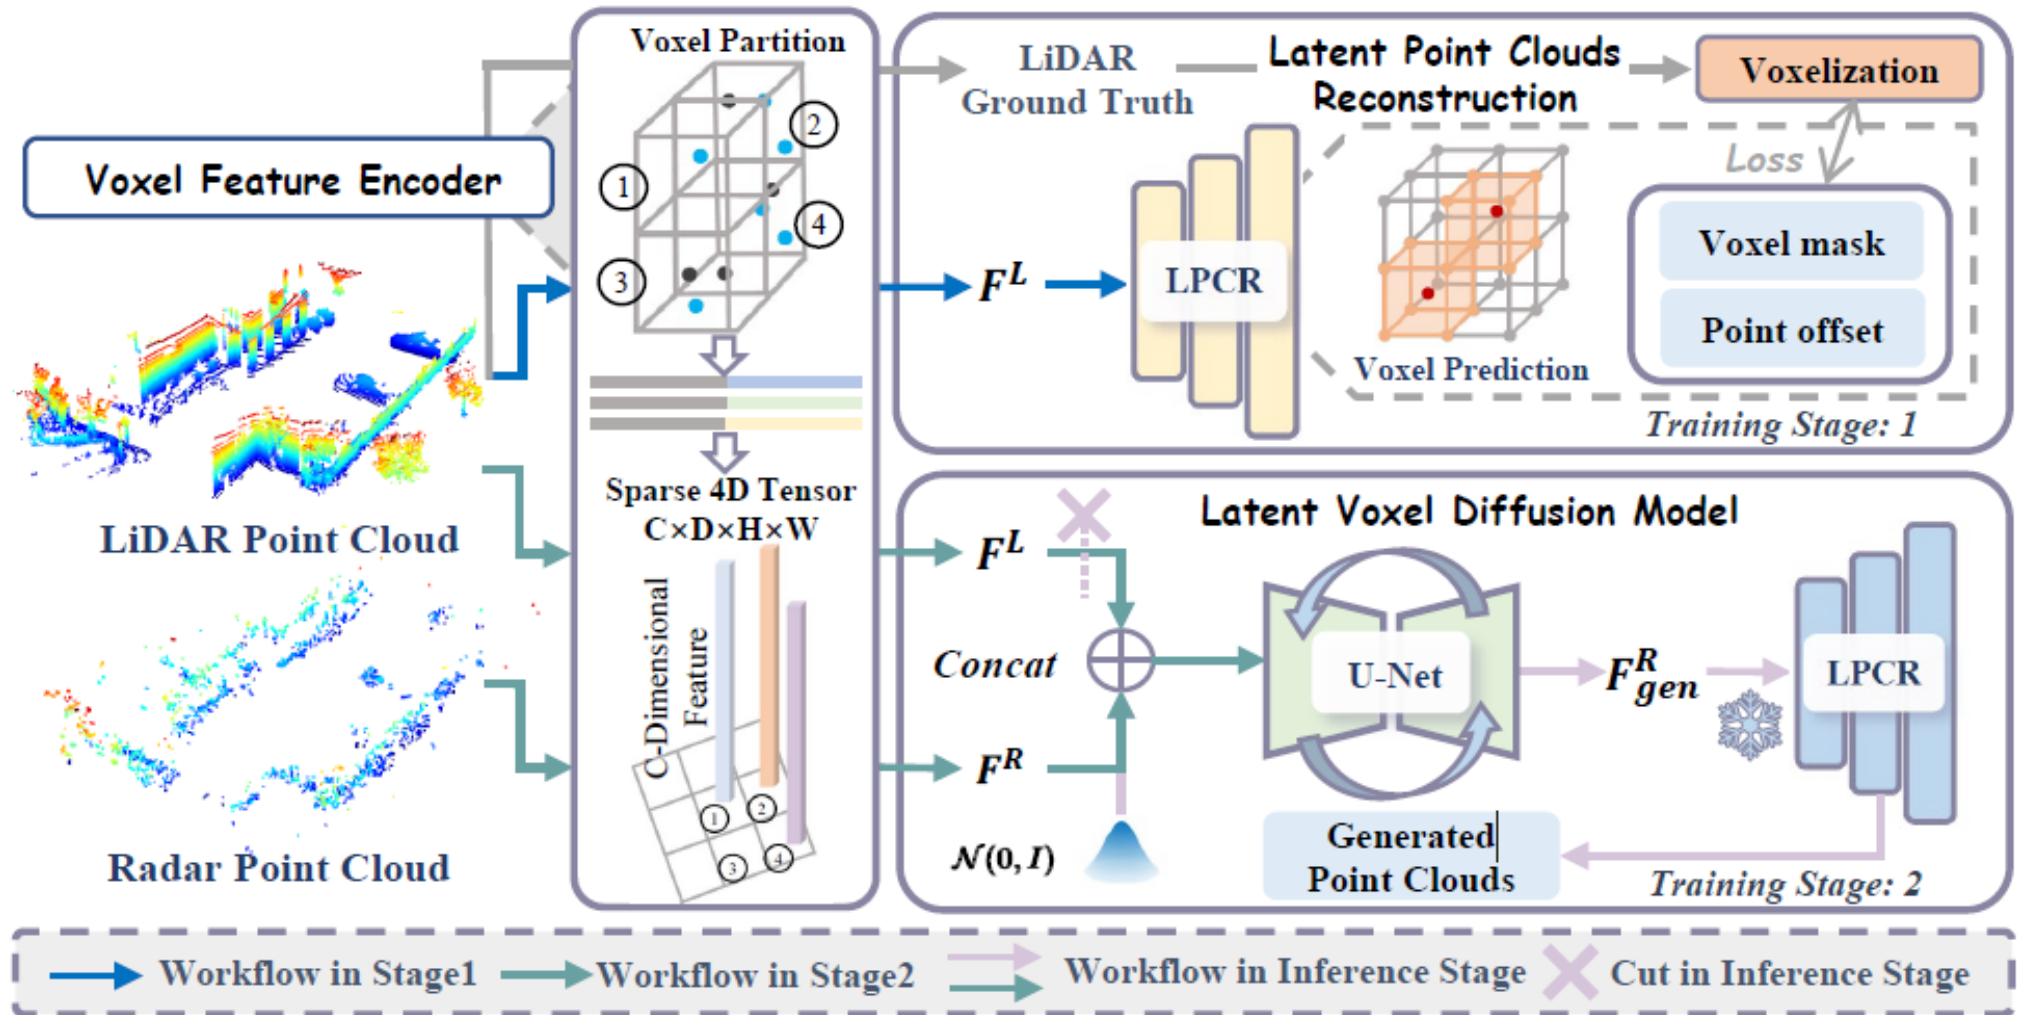 Voxel Feature Encoder
LiDAR Point Cloud
Radar Point Cloud
Voxel Partition
1
2
3
4
Sparse 4D Tensor
C×D×H×W
C-Dimensional
Feature
1
2
3
4
LiDAR
Ground Truth
Latent Point Clouds
Reconstruction
Voxelization
Loss
F^L
LPCR
Voxel Prediction
Voxel mask
Point offset
Training Stage: 1
Latent Voxel Diffusion Model
F^L
Concat
F^R
𝒩(0, I)
U-Net
F^R_gen
LPCR
Generated
Point Clouds
Training Stage: 2
Workflow in Stage1
Workflow in Stage2
Workflow in Inference Stage
Cut in Inference Stage